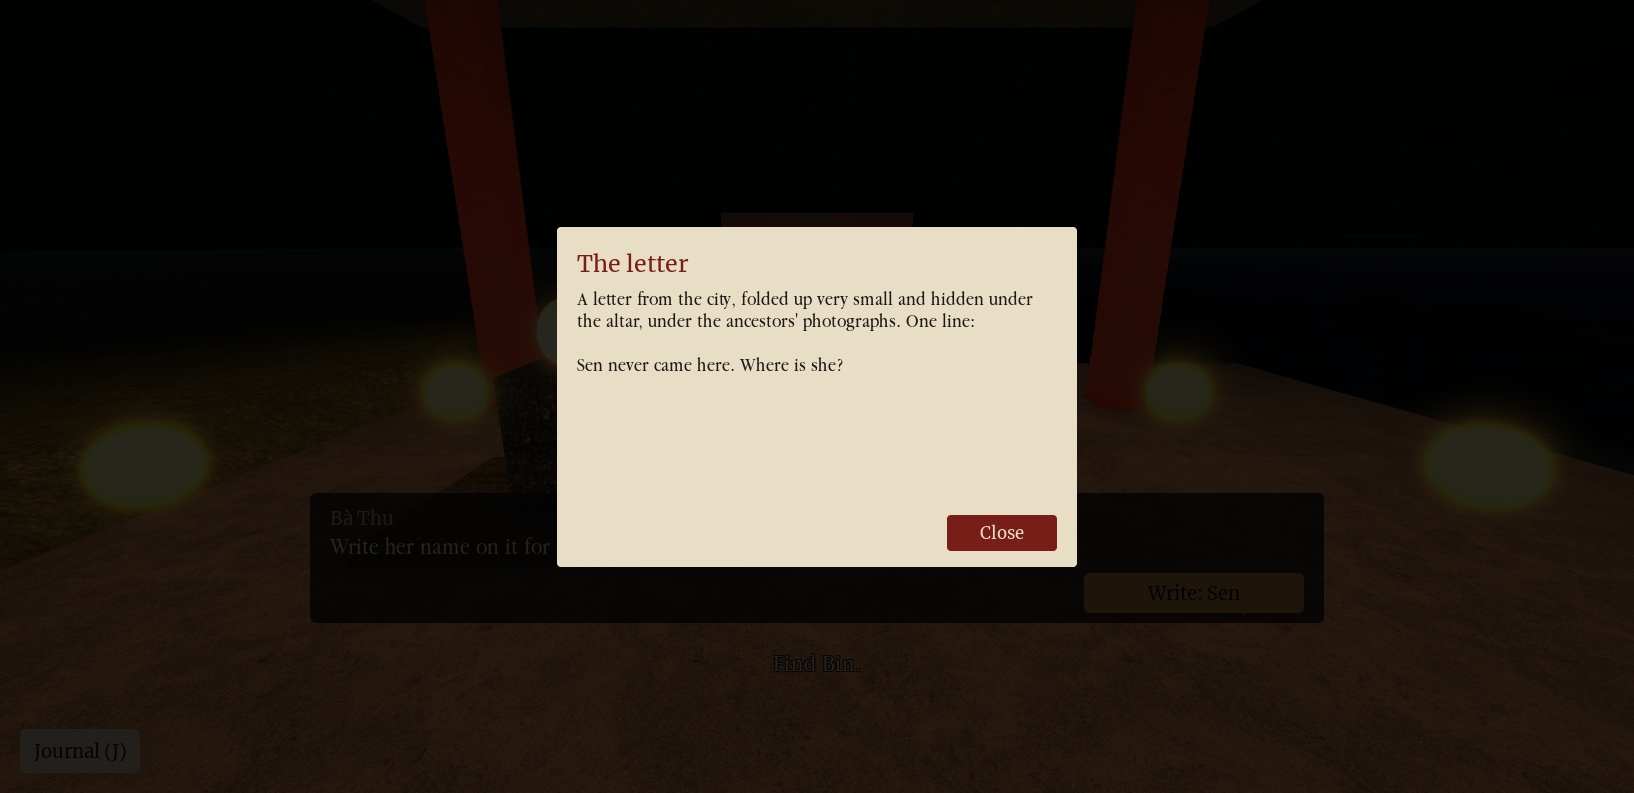 The letter
A letter from the city, folded up very small and hidden under
the altar, under the ancestors' photographs. One line:
Sen never came here. Where is she?
Close
Bà Thu
Write her name on it for
Write: Sen
Find Bin.
Journal (J)